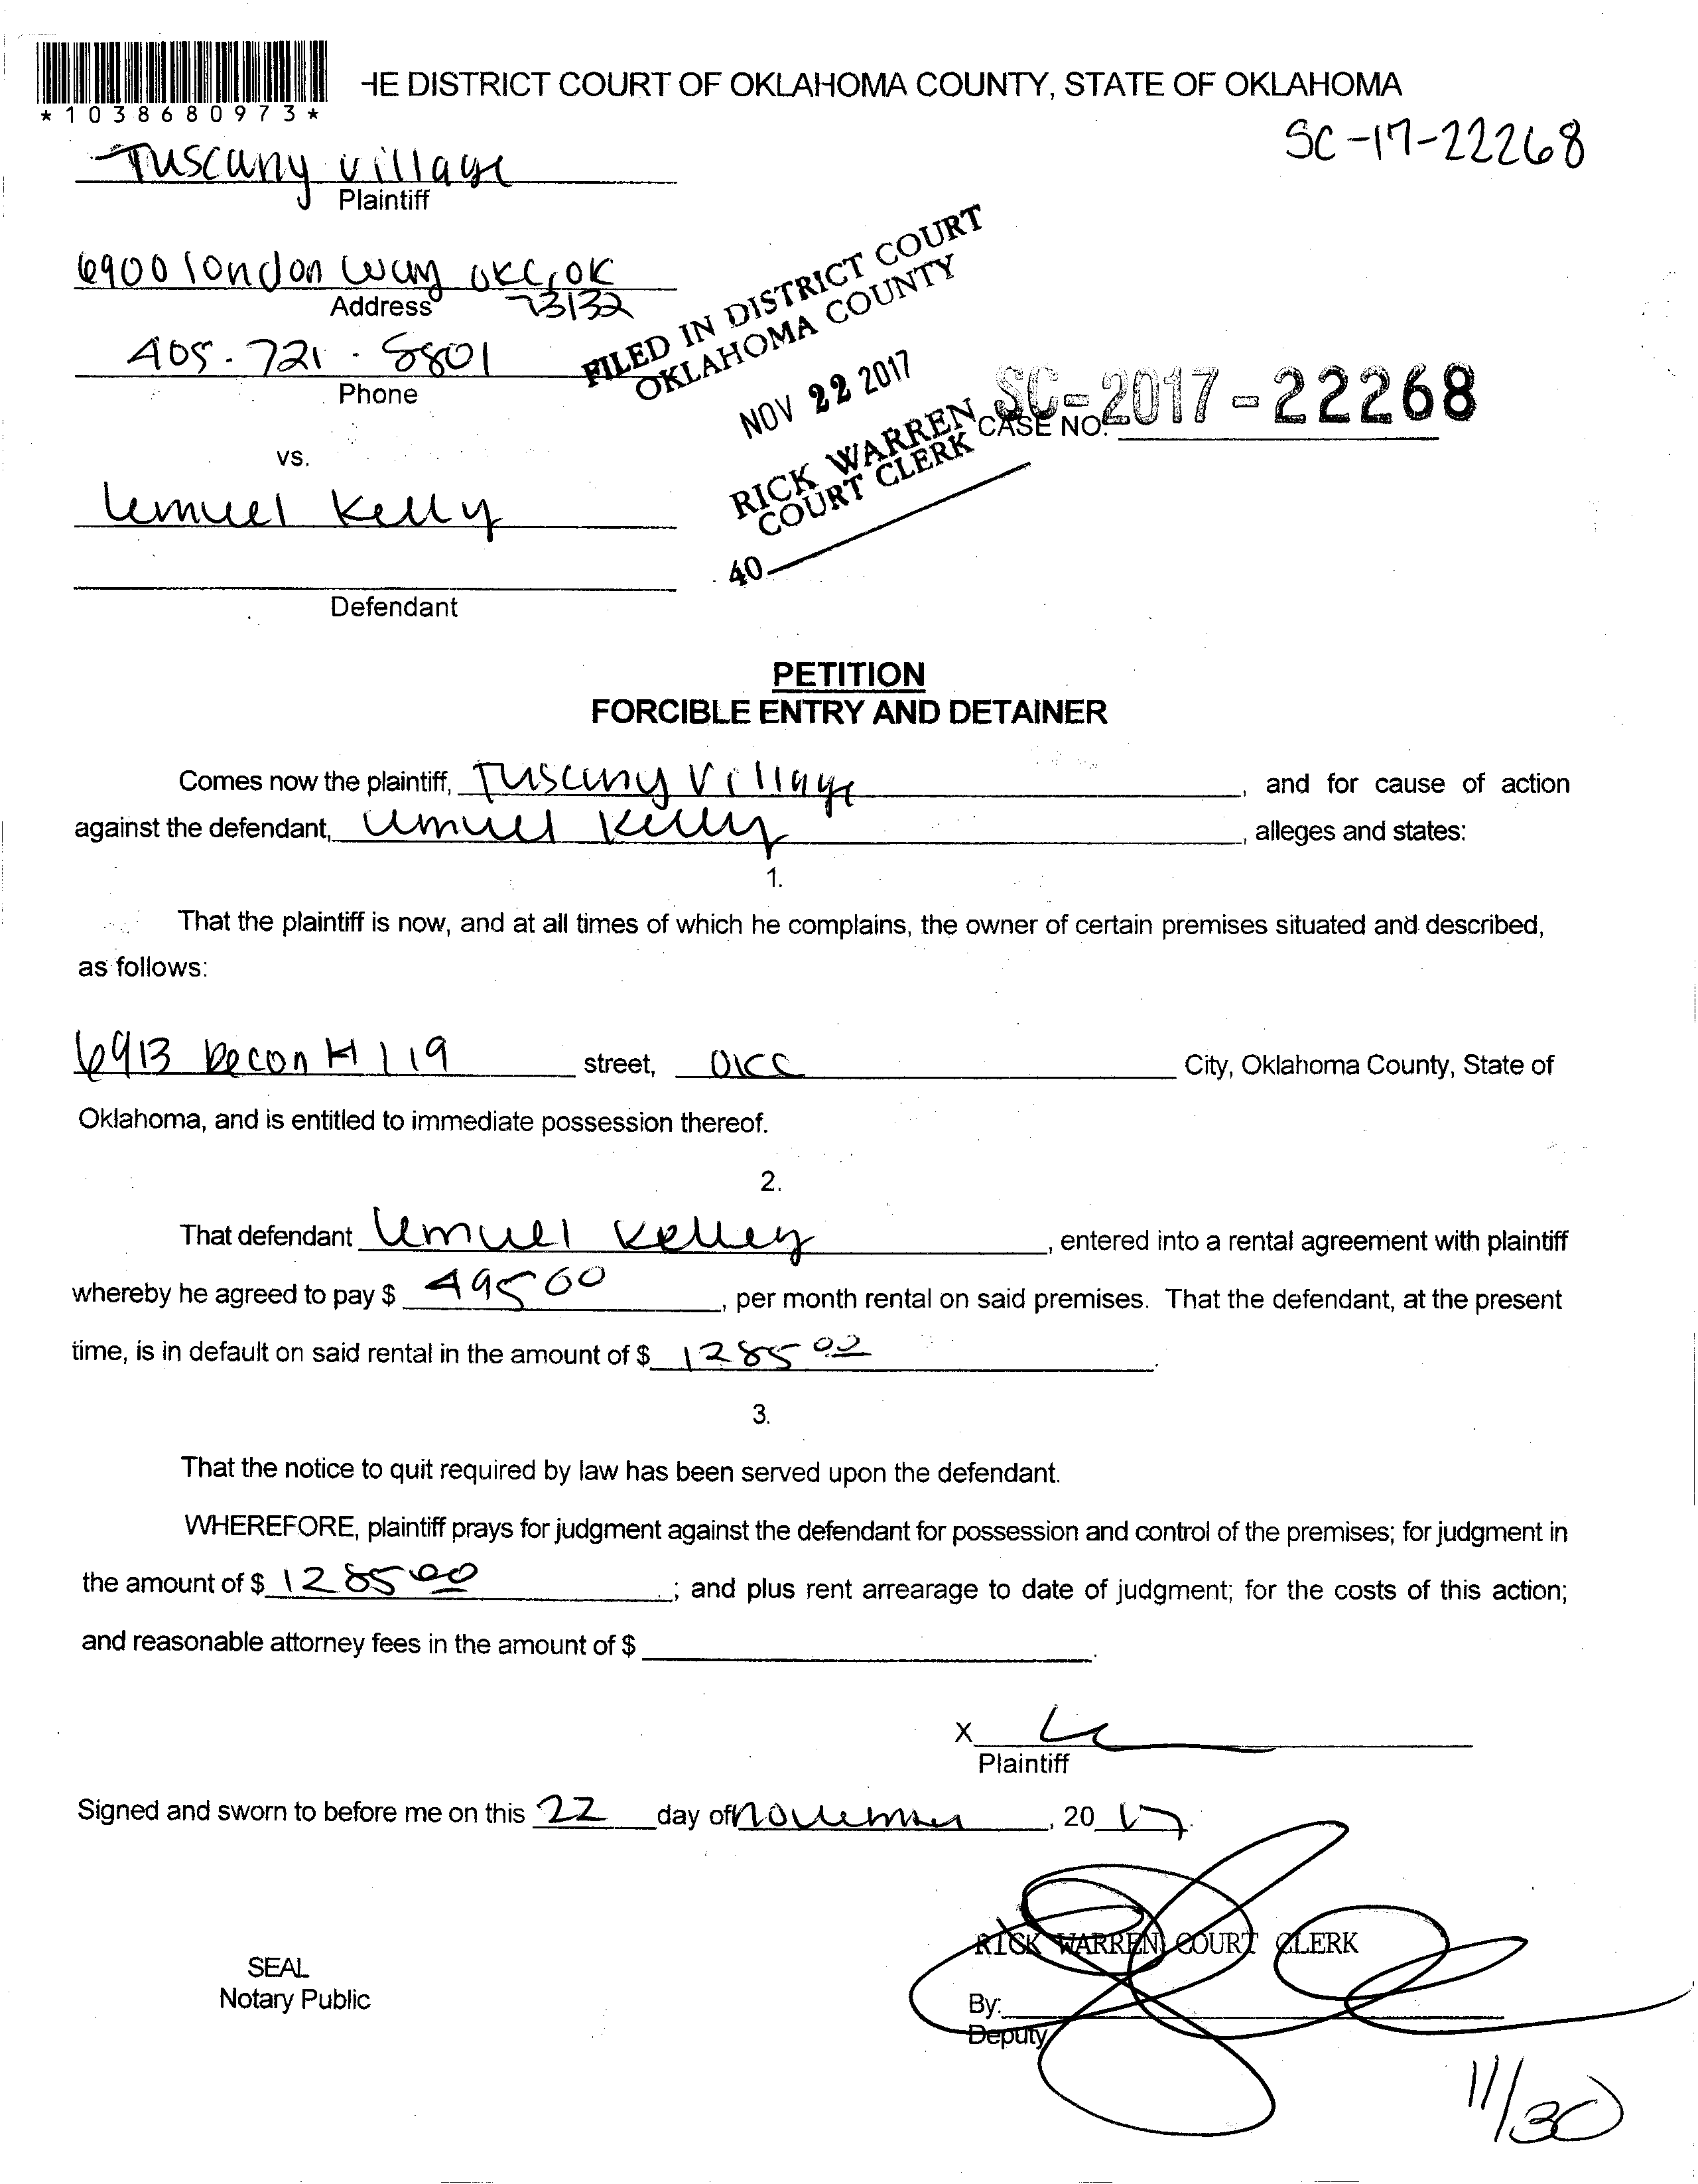 HE DISTRICT COURT OF OKLAHOMA COUNTY, STATE OF OKLAHOMA
*1038680973*
SC-17-22268
Tuscany Village
Plaintiff
6900 london way OKC, OK
Address 73132
405-721-8801
Phone
FILED IN DISTRICT COURT
OKLAHOMA COUNTY
NOV 22 2017
RICK WARREN
COURT CLERK
40
CASE NO. SC-2017-22268
vs.
Lemuel Kelly
Defendant
PETITION
FORCIBLE ENTRY AND DETAINER
Comes now the plaintiff, Tuscany Village, and for cause of action
against the defendant, Lemuel Kelly, alleges and states:
1.
That the plaintiff is now, and at all times of which he complains, the owner of certain premises situated and described,
as follows:
6913 Decon H 119 street, OKC City, Oklahoma County, State of
Oklahoma, and is entitled to immediate possession thereof.
2.
That defendant Lemuel Kelley, entered into a rental agreement with plaintiff
whereby he agreed to pay $ 495 00, per month rental on said premises. That the defendant, at the present
time, is in default on said rental in the amount of $ 1285 00.
3.
That the notice to quit required by law has been served upon the defendant.
WHEREFORE, plaintiff prays for judgment against the defendant for possession and control of the premises; for judgment in
the amount of $ 1285 00; and plus rent arrearage to date of judgment; for the costs of this action;
and reasonable attorney fees in the amount of $ .
X
Plaintiff
Signed and sworn to before me on this 22 day of November, 20 17.
RICK WARREN COURT CLERK
SEAL
Notary Public
By:
Deputy
11/30